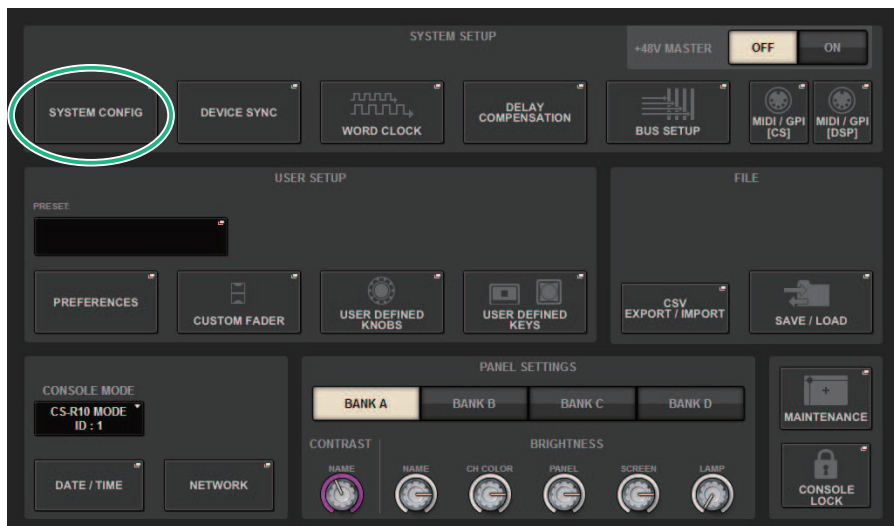 SYSTEM SETUP
+48V MASTER
OFF
ON
SYSTEM CONFIG
DEVICE SYNC
WORD CLOCK
DELAY
COMPENSATION
BUS SETUP
MIDI / GPI
[CS]
MIDI / GPI
[DSP]
USER SETUP
PRESET
PREFERENCES
CUSTOM FADER
USER DEFINED
KNOBS
USER DEFINED
KEYS
FILE
CSV
EXPORT / IMPORT
SAVE / LOAD
CONSOLE MODE
CS-R10 MODE
ID : 1
DATE / TIME
NETWORK
PANEL SETTINGS
BANK A
BANK B
BANK C
BANK D
CONTRAST
BRIGHTNESS
NAME
NAME
CH COLOR
PANEL
SCREEN
LAMP
MAINTENANCE
CONSOLE
LOCK